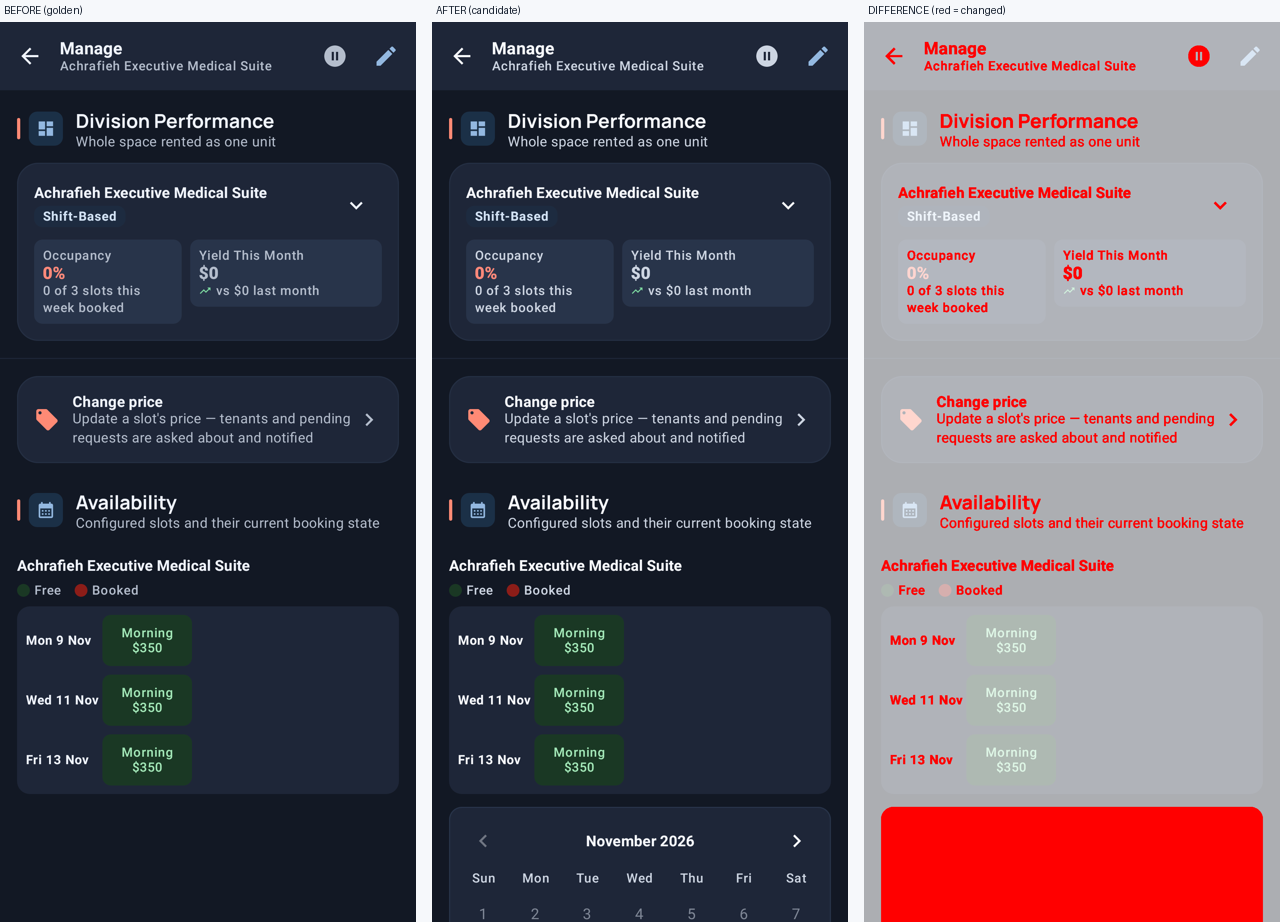 BEFORE (golden)
Manage
Achrafieh Executive Medical Suite
Division Performance
Whole space rented as one unit
Achrafieh Executive Medical Suite
Shift-Based
Occupancy
0%
0 of 3 slots this
week booked
Yield This Month
$0
vs $0 last month
Change price
Update a slot's price — tenants and pending
requests are asked about and notified
Availability
Configured slots and their current booking state
Achrafieh Executive Medical Suite
Free
Booked
Mon 9 Nov
Morning
$350
Wed 11 Nov
Morning
$350
Fri 13 Nov
Morning
$350
AFTER (candidate)
Manage
Achrafieh Executive Medical Suite
Division Performance
Whole space rented as one unit
Achrafieh Executive Medical Suite
Shift-Based
Occupancy
0%
0 of 3 slots this
week booked
Yield This Month
$0
vs $0 last month
Change price
Update a slot's price — tenants and pending
requests are asked about and notified
Availability
Configured slots and their current booking state
Achrafieh Executive Medical Suite
Free
Booked
Mon 9 Nov
Morning
$350
Wed 11 Nov
Morning
$350
Fri 13 Nov
Morning
$350
November 2026
Sun Mon Tue Wed Thu Fri Sat
1 2 3 4 5 6 7
DIFFERENCE (red = changed)
Manage
Achrafieh Executive Medical Suite
Division Performance
Whole space rented as one unit
Achrafieh Executive Medical Suite
Shift-Based
Occupancy
0%
0 of 3 slots this
week booked
Yield This Month
$0
vs $0 last month
Change price
Update a slot's price — tenants and pending
requests are asked about and notified
Availability
Configured slots and their current booking state
Achrafieh Executive Medical Suite
Free
Booked
Mon 9 Nov
Morning
$350
Wed 11 Nov
Morning
$350
Fri 13 Nov
Morning
$350